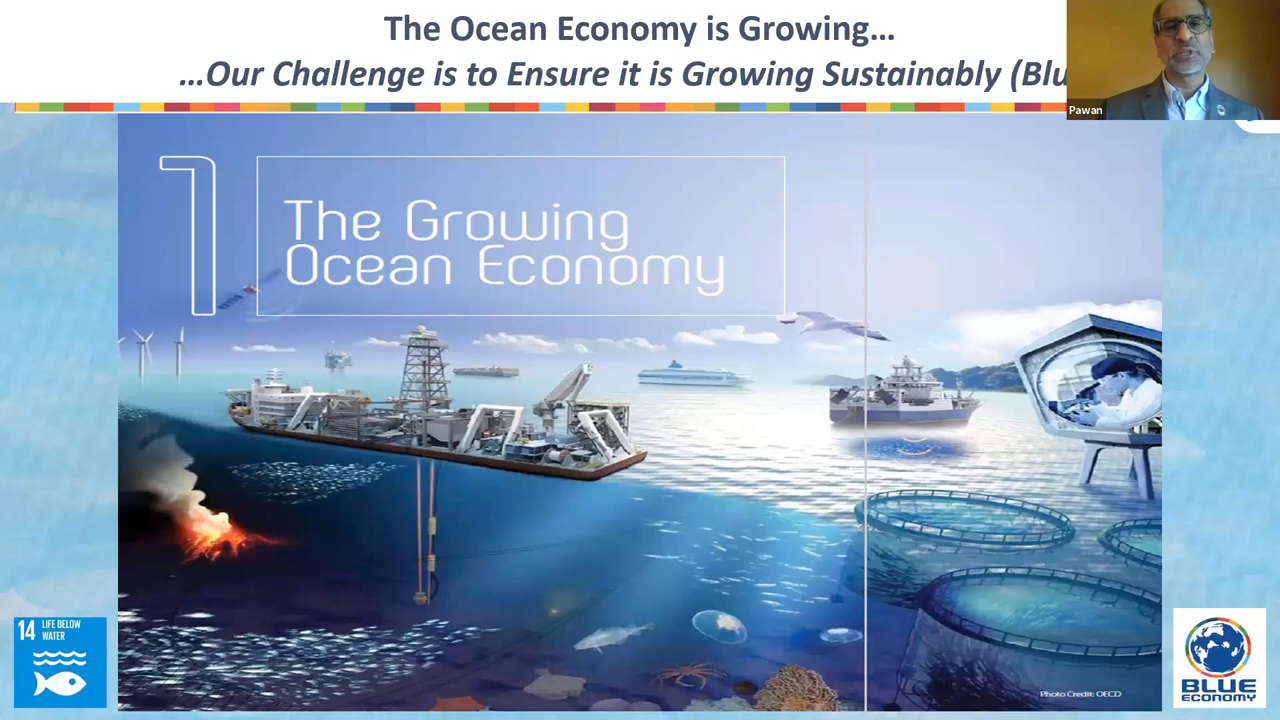 The Ocean Economy is Growing...
...Our Challenge is to Ensure it is Growing Sustainably (Blu
Pawan
1
The Growing
Ocean Economy
14 LIFE BELOW
WATER
Photo Credit: OECD
BLUE
ECONOMY